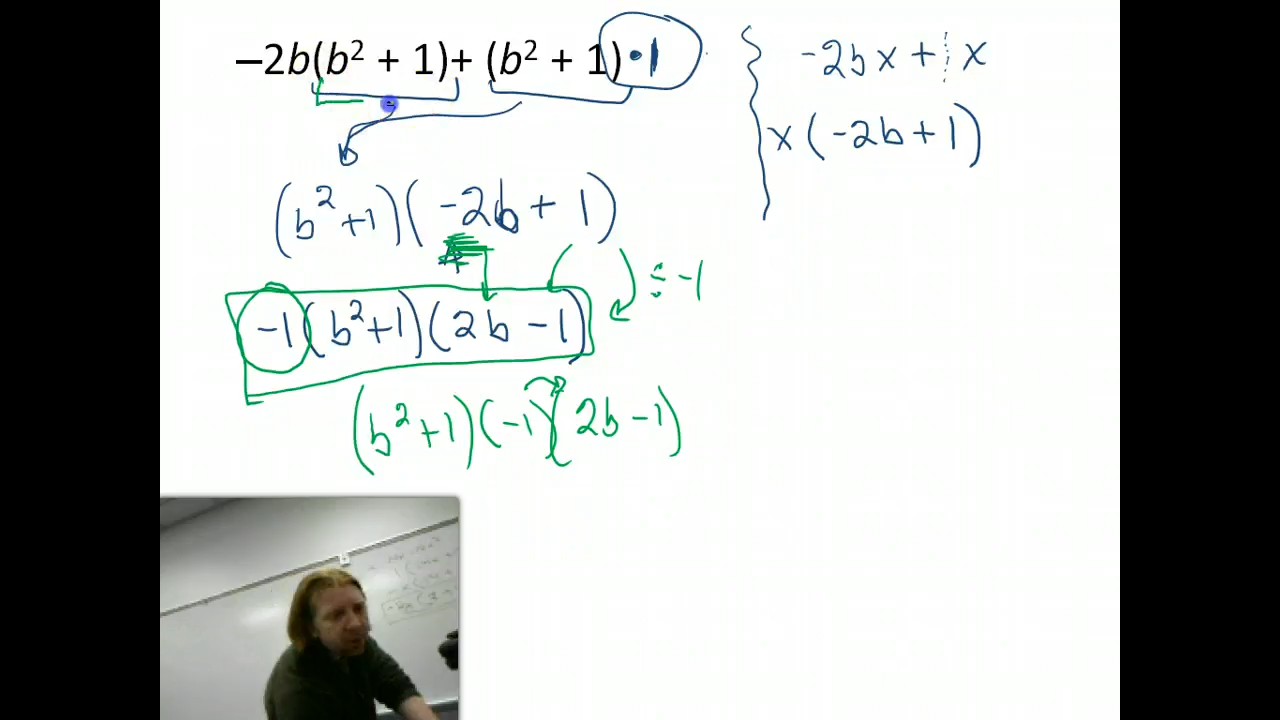 −2b(b² + 1)+ (b² + 1) •1
(b²+1)(-2b+1)
÷ -1
-1(b²+1)(2b-1)
(b²+1)(-1)(2b-1)
-2bx + 1x
x(-2b+1)